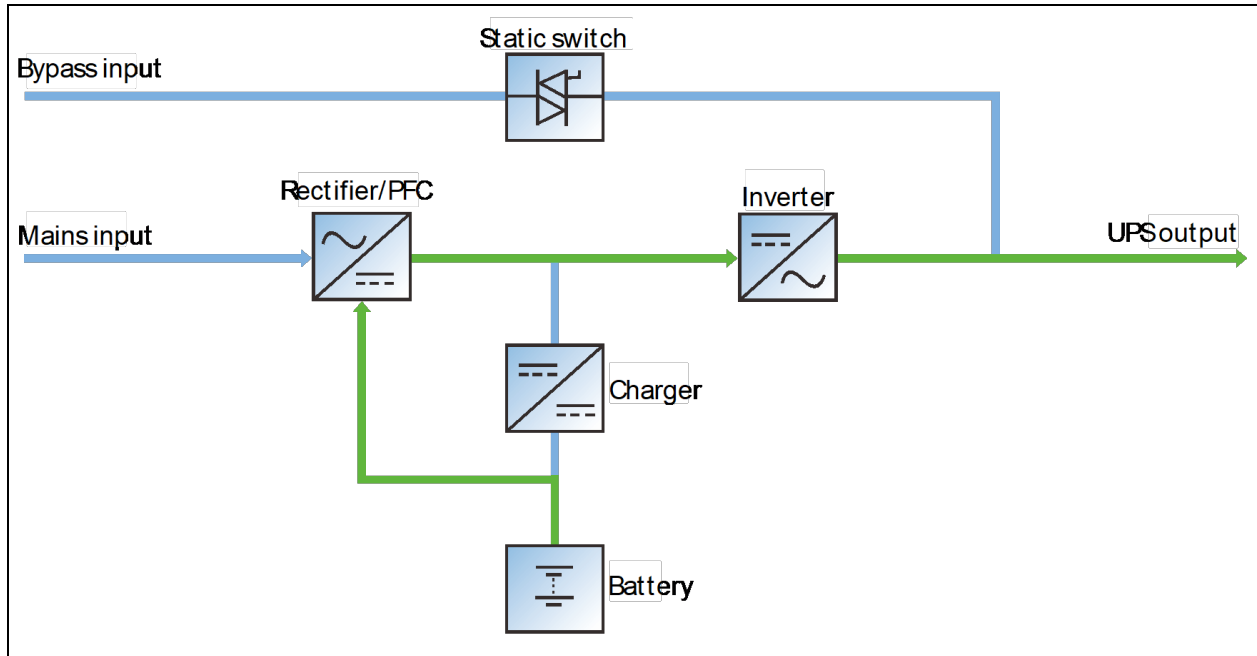 Static switch
Bypass input
Rectifier/PFC
Inverter
Mains input
UPS output
Charger
Battery